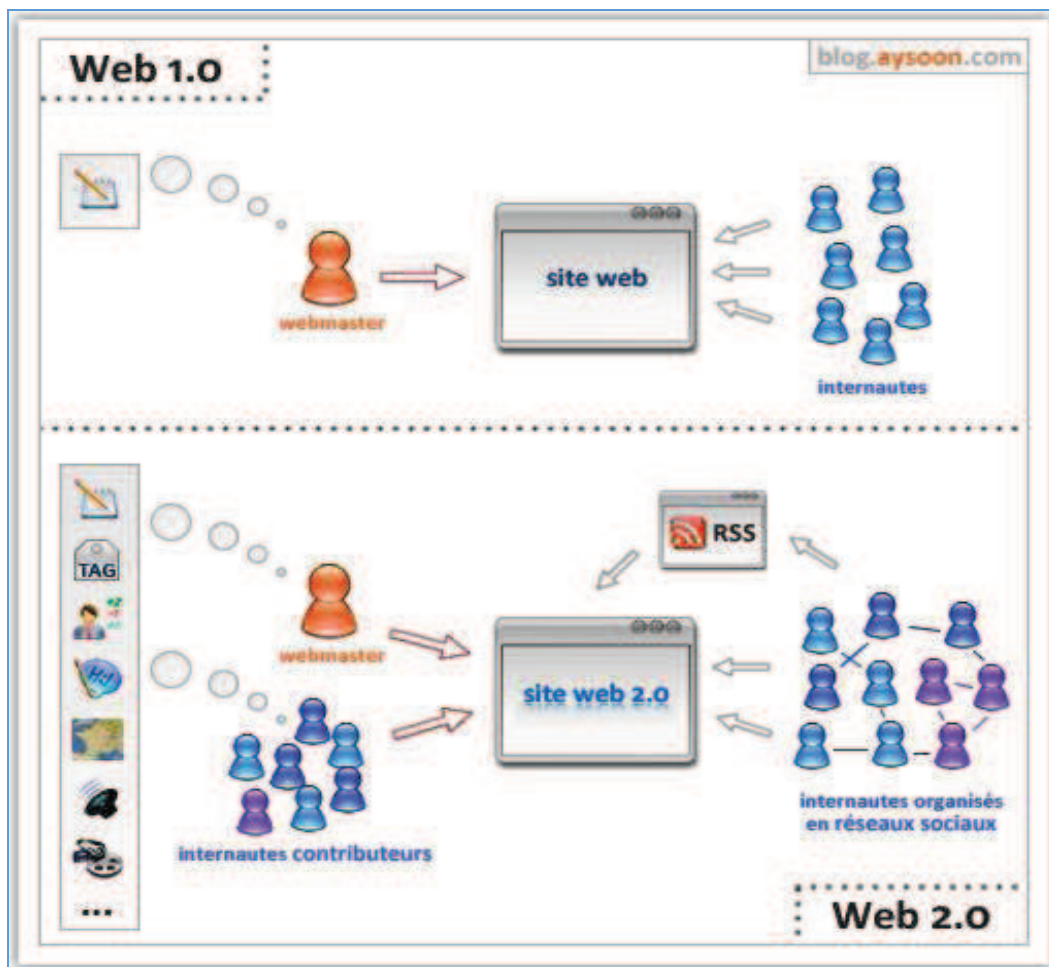 Web 1.0
blog.aysoon.com
site web
webmaster
internautes
RSS
TAG
webmaster
site web 2.0
internautes organisés
en réseaux sociaux
internautes contributeurs
...
Web 2.0